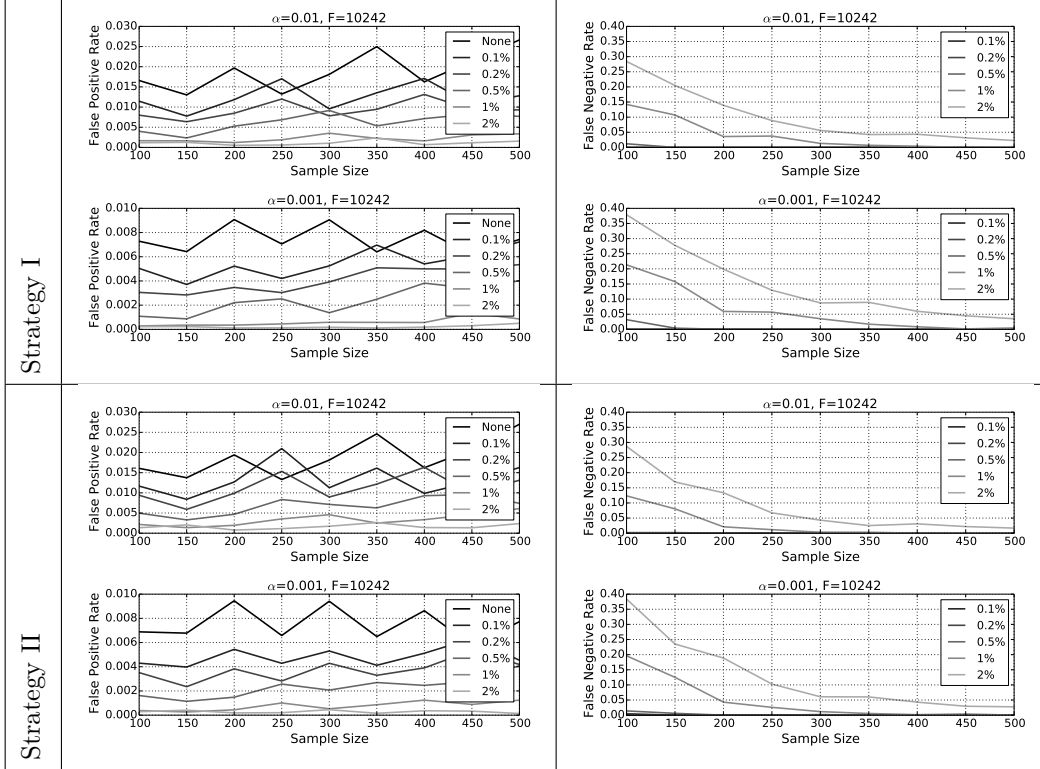 Strategy I
α=0.01, F=10242
False Positive Rate
0.030
0.025
0.020
0.015
0.010
0.005
0.000
100 150 200 250 300 350 400 450 500
Sample Size
None
0.1%
0.2%
0.5%
1%
2%
α=0.01, F=10242
False Negative Rate
0.40
0.35
0.30
0.25
0.20
0.15
0.10
0.05
0.00
100 150 200 250 300 350 400 450 500
Sample Size
0.1%
0.2%
0.5%
1%
2%
α=0.001, F=10242
False Positive Rate
0.010
0.008
0.006
0.004
0.002
0.000
100 150 200 250 300 350 400 450 500
Sample Size
None
0.1%
0.2%
0.5%
1%
2%
α=0.001, F=10242
False Negative Rate
0.40
0.35
0.30
0.25
0.20
0.15
0.10
0.05
0.00
100 150 200 250 300 350 400 450 500
Sample Size
0.1%
0.2%
0.5%
1%
2%
Strategy II
α=0.01, F=10242
False Positive Rate
0.030
0.025
0.020
0.015
0.010
0.005
0.000
100 150 200 250 300 350 400 450 500
Sample Size
None
0.1%
0.2%
0.5%
1%
2%
α=0.01, F=10242
False Negative Rate
0.40
0.35
0.30
0.25
0.20
0.15
0.10
0.05
0.00
100 150 200 250 300 350 400 450 500
Sample Size
0.1%
0.2%
0.5%
1%
2%
α=0.001, F=10242
False Positive Rate
0.010
0.008
0.006
0.004
0.002
0.000
100 150 200 250 300 350 400 450 500
Sample Size
None
0.1%
0.2%
0.5%
1%
2%
α=0.001, F=10242
False Negative Rate
0.40
0.35
0.30
0.25
0.20
0.15
0.10
0.05
0.00
100 150 200 250 300 350 400 450 500
Sample Size
0.1%
0.2%
0.5%
1%
2%